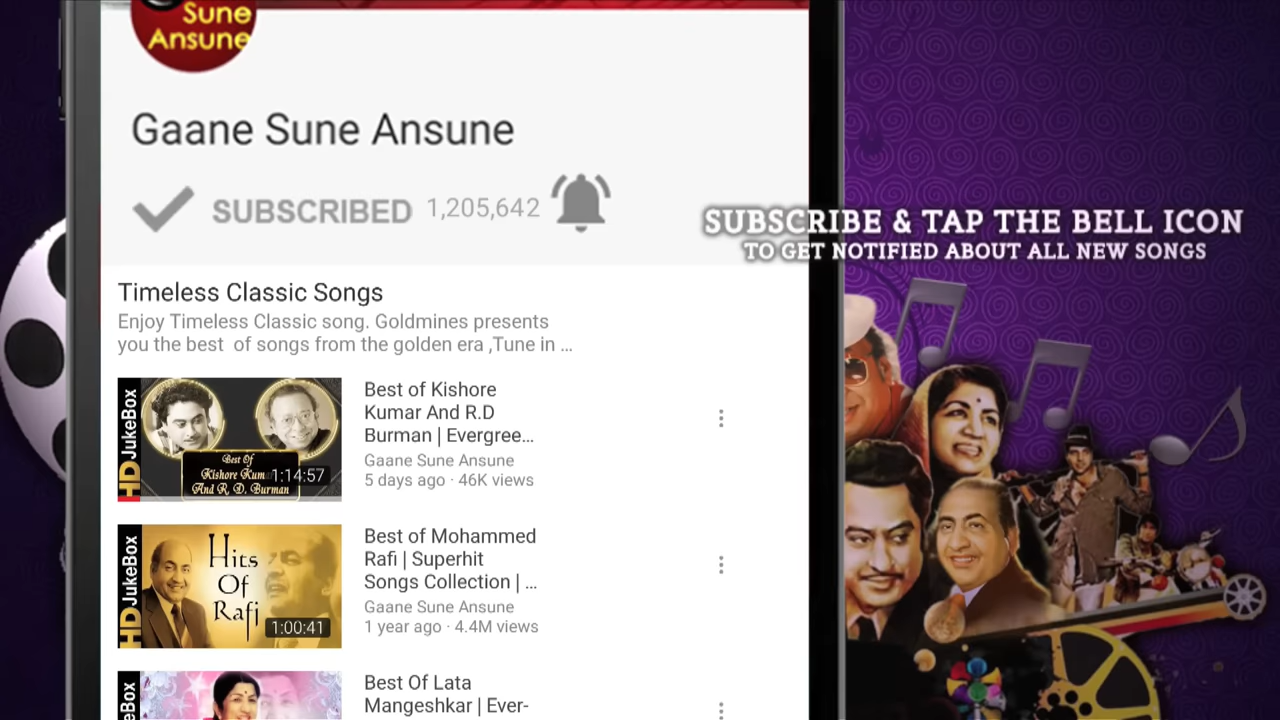 Sune
Ansune
Gaane Sune Ansune
SUBSCRIBED 1,205,642
SUBSCRIBE & TAP THE BELL ICON
TO GET NOTIFIED ABOUT ALL NEW SONGS
Timeless Classic Songs
Enjoy Timeless Classic song. Goldmines presents
you the best of songs from the golden era ,Tune in ...
HD JukeBox
Best Of
Kishore Kum
And R. D. Burman
1:14:57
Best of Kishore
Kumar And R.D
Burman | Evergree...
Gaane Sune Ansune
5 days ago · 46K views
HD JukeBox
Hits
Of
Rafi
1:00:41
Best of Mohammed
Rafi | Superhit
Songs Collection | ...
Gaane Sune Ansune
1 year ago · 4.4M views
eBox
Best Of Lata
Mangeshkar | Ever-